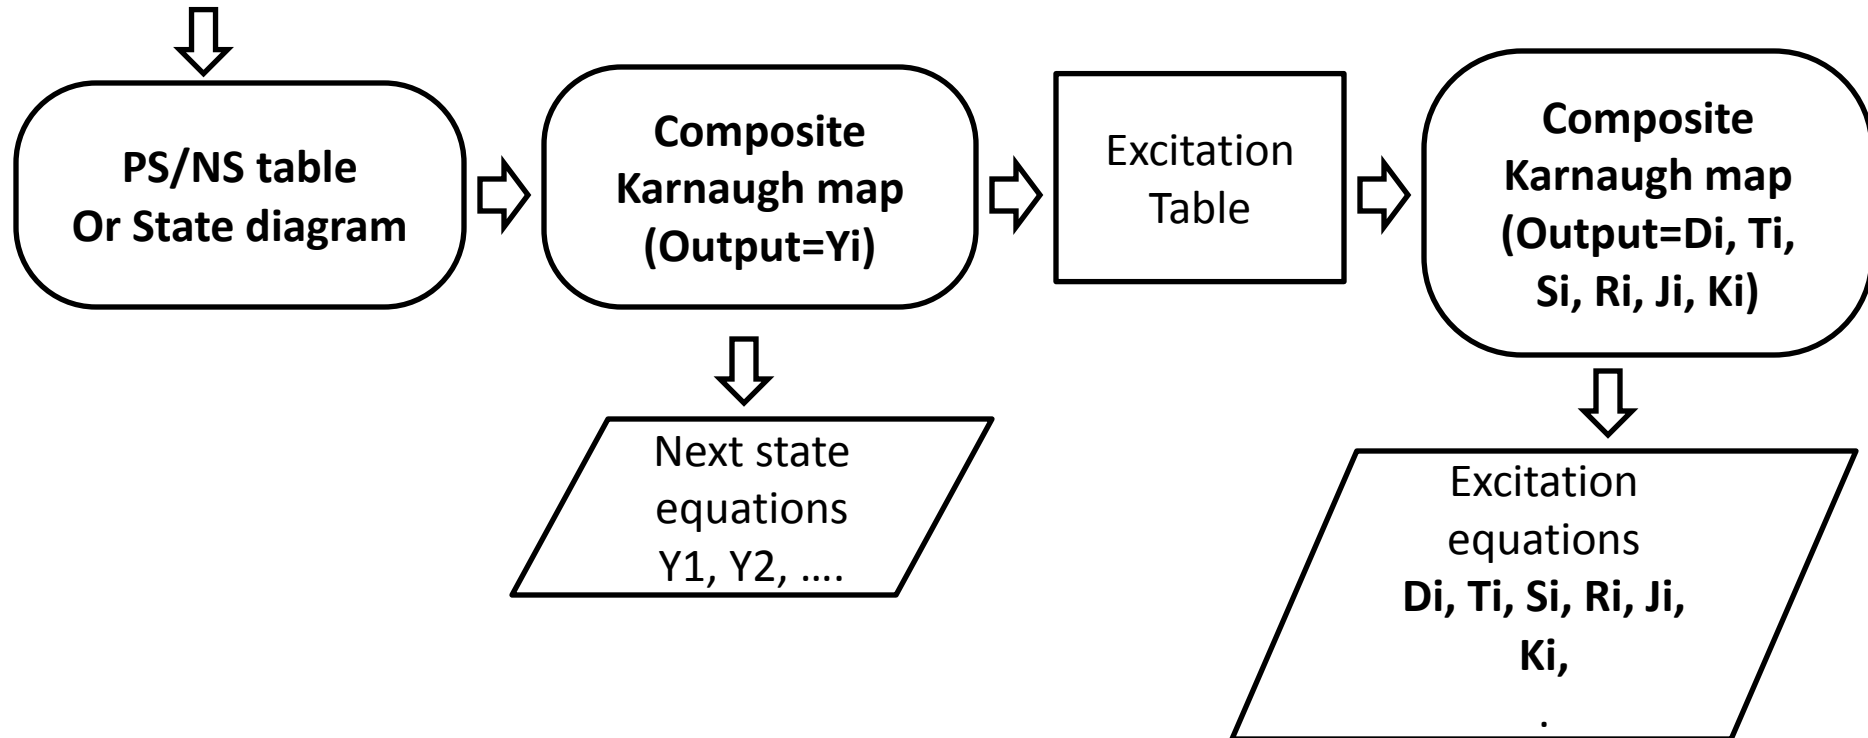 PS/NS table
Or State diagram
Composite
Karnaugh map
(Output=Yi)
Excitation
Table
Composite
Karnaugh map
(Output=Di, Ti,
Si, Ri, Ji, Ki)
Next state
equations
Y1, Y2, ....
Excitation
equations
Di, Ti, Si, Ri, Ji,
Ki,
.